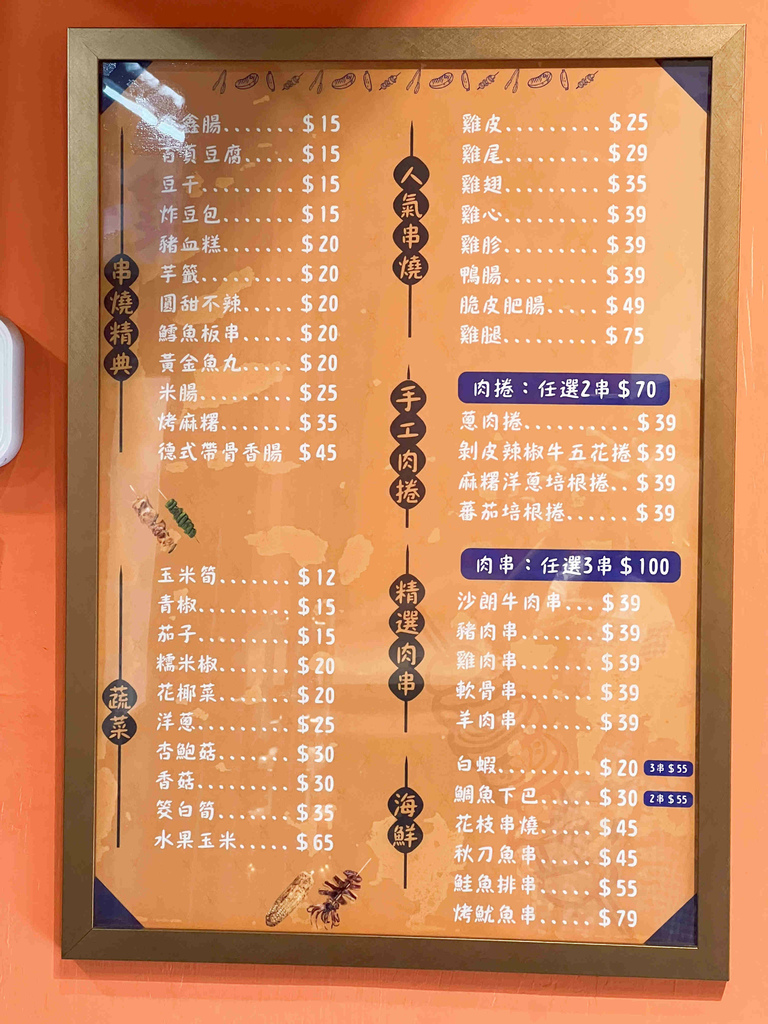 串燒精典
鑫腸.......$15
豆腐.....$15
豆干.........$15
炸豆包.......$15
豬血糕.......$20
芋籤.........$20
圓甜不辣.....$20
鱈魚板串.....$20
黃金魚丸.....$20
米腸.........$25
烤麻糬.......$35
德式帶骨香腸 $45
蔬菜
玉米筍.......$12
青椒.........$15
茄子.........$15
糯米椒.......$20
花椰菜.......$20
洋蔥.........$25
杏鮑菇.......$30
香菇.........$30
筊白筍.......$35
水果玉米.....$65
人氣串燒
雞皮.........$25
雞尾.........$29
雞翅.........$35
雞心.........$39
雞胗.........$39
鴨腸.........$39
脆皮肥腸.....$49
雞腿.........$75
手工肉捲
肉捲：任選2串$70
蔥肉捲..........$39
剝皮辣椒牛五花捲$39
麻糬洋蔥培根捲..$39
蕃茄培根捲......$39
精選肉串
肉串：任選3串$100
沙朗牛肉串...$39
豬肉串.......$39
雞肉串.......$39
軟骨串.......$39
羊肉串.......$39
海鮮
白蝦.........$20 3串$55
鯛魚下巴.....$30 2串$55
花枝串燒.....$45
秋刀魚串.....$45
鮭魚排串.....$55
烤魷魚串.....$79